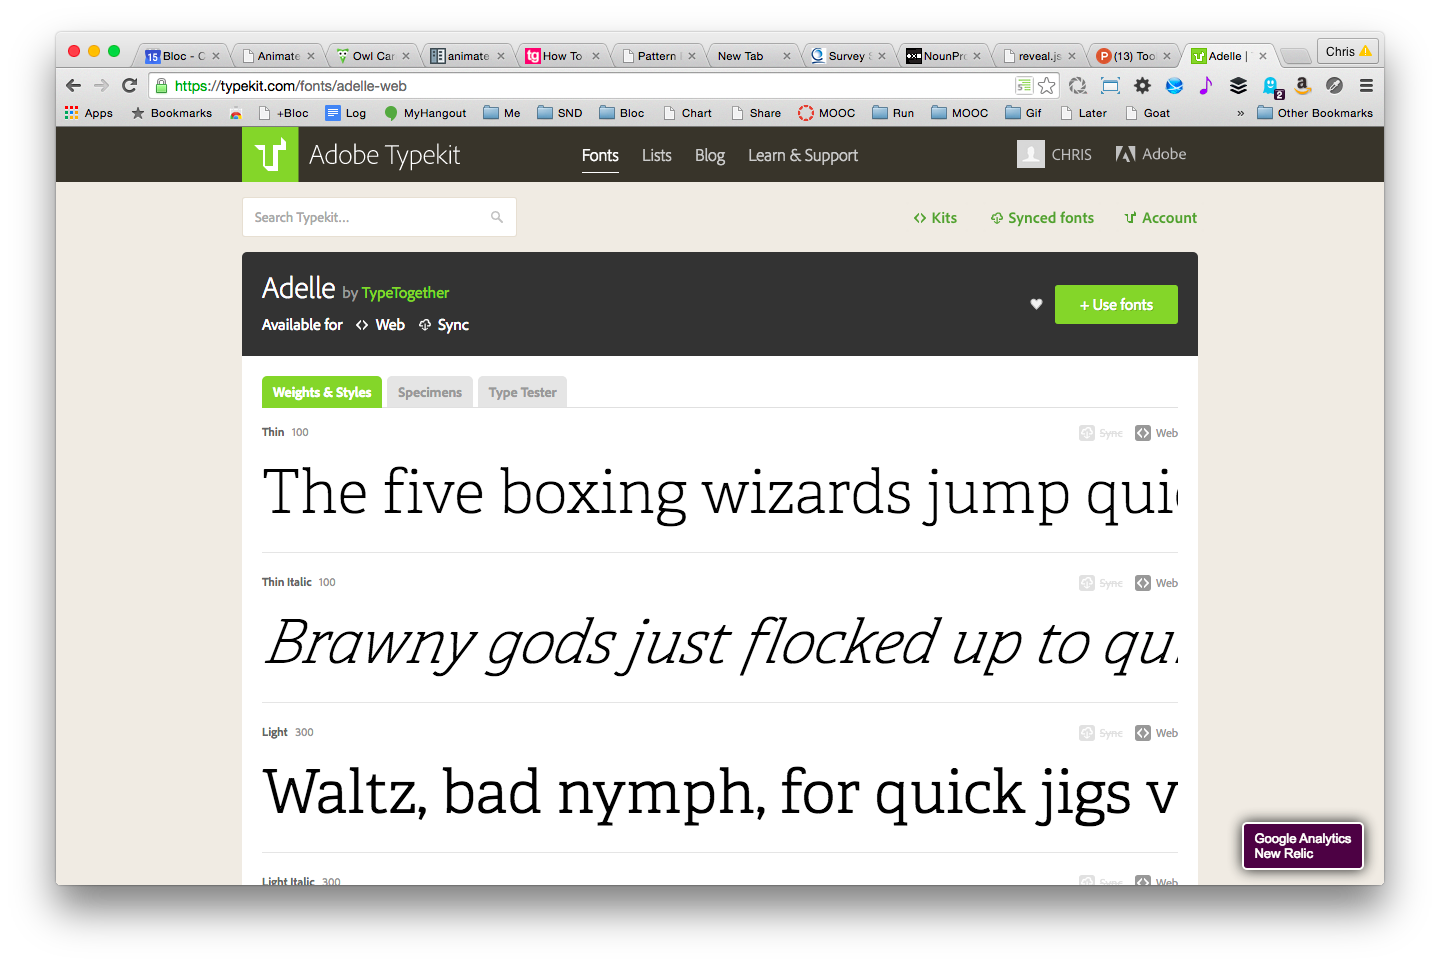 15 Bloc - C
Animate
Owl Car
animate
tg How To
Pattern
New Tab
Survey
NounPro
reveal.js
P (13) Too
Adelle |
Chris
https://typekit.com/fonts/adelle-web
2
Apps
Bookmarks
+Bloc
Log
MyHangout
Me
SND
Bloc
Chart
Share
MOOC
Run
MOOC
Gif
Later
Goat
»
Other Bookmarks
Adobe Typekit
Fonts
Lists
Blog
Learn & Support
CHRIS
Adobe
Search Typekit...
Kits
Synced fonts
Account
Adelle by TypeTogether
Available for Web Sync
+ Use fonts
Weights & Styles
Specimens
Type Tester
Thin 100
Sync Web
The five boxing wizards jump quic
Thin Italic 100
Sync Web
Brawny gods just flocked up to qui
Light 300
Sync Web
Waltz, bad nymph, for quick jigs v
Light Italic 300
Sync Web
Google Analytics
New Relic